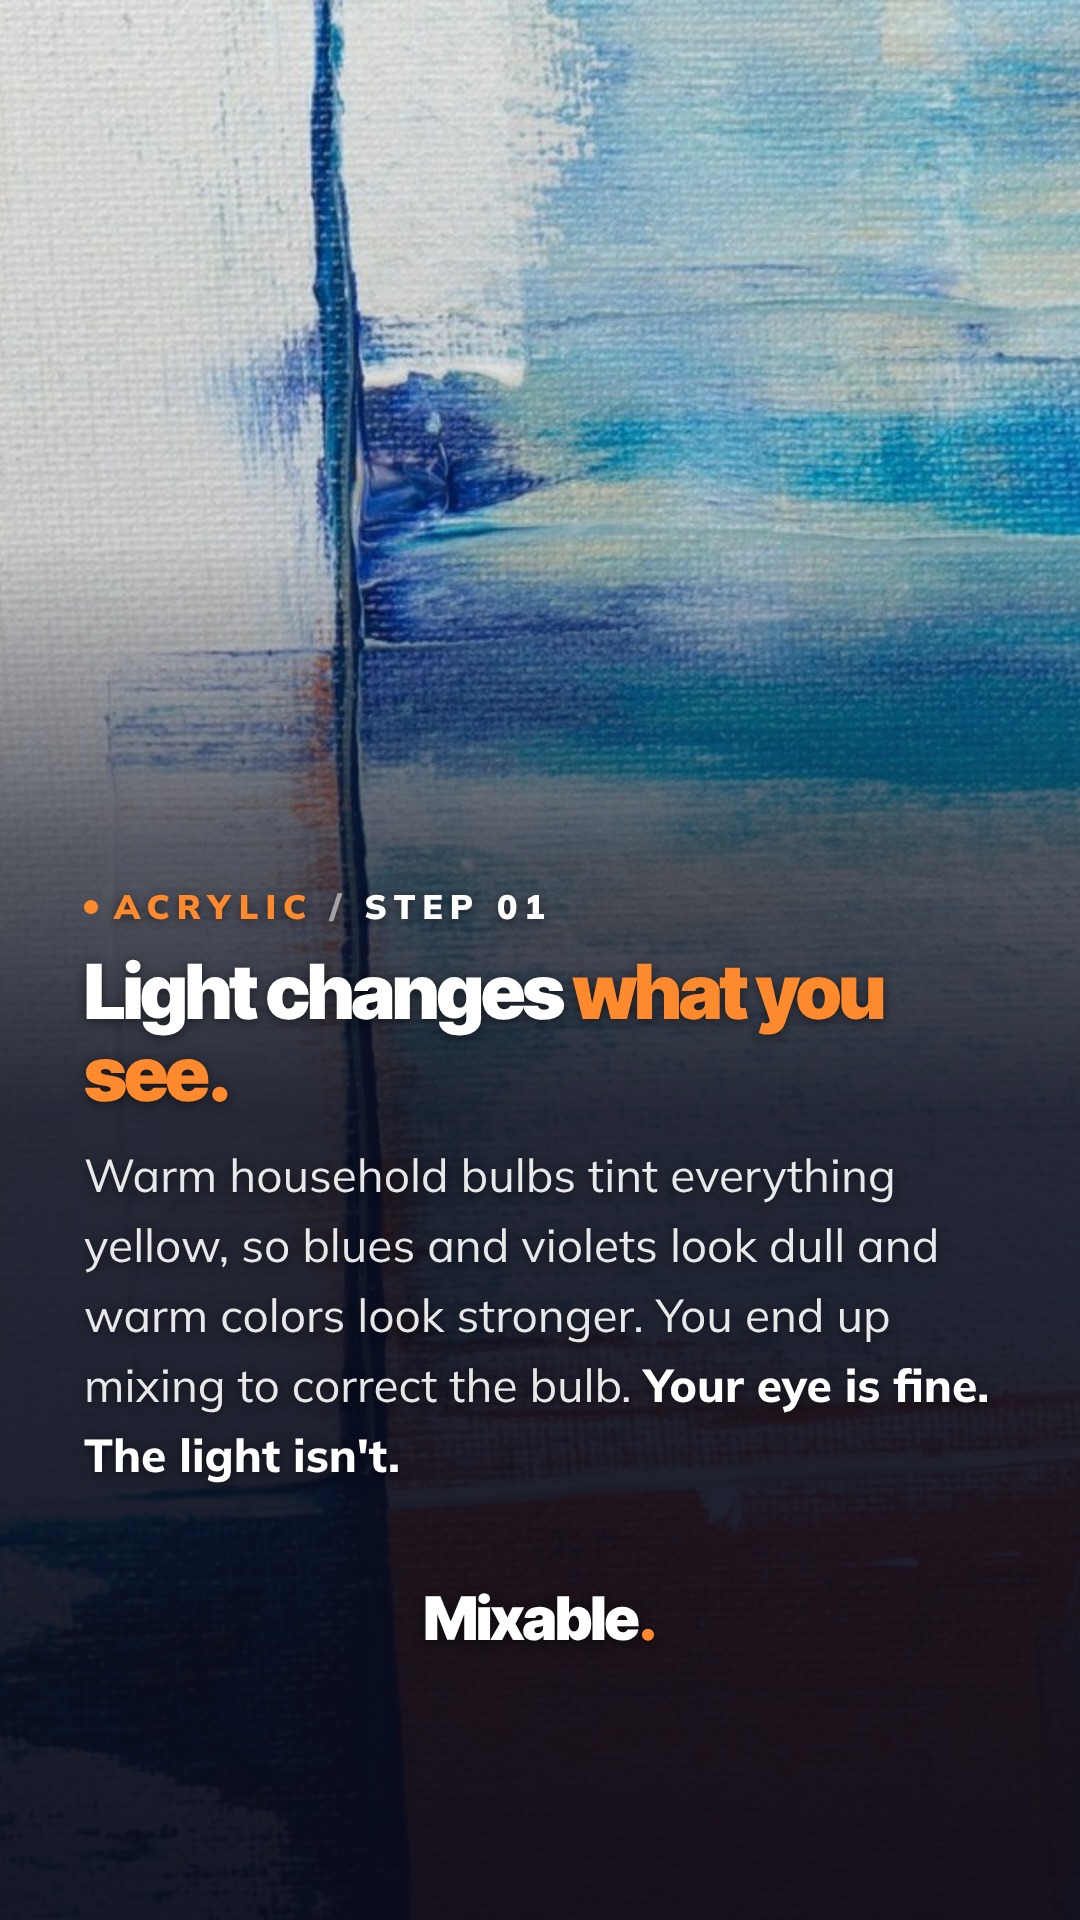 • ACRYLIC / STEP 01
Light changes what you
see.
Warm household bulbs tint everything
yellow, so blues and violets look dull and
warm colors look stronger. You end up
mixing to correct the bulb. Your eye is fine.
The light isn't.
Mixable.